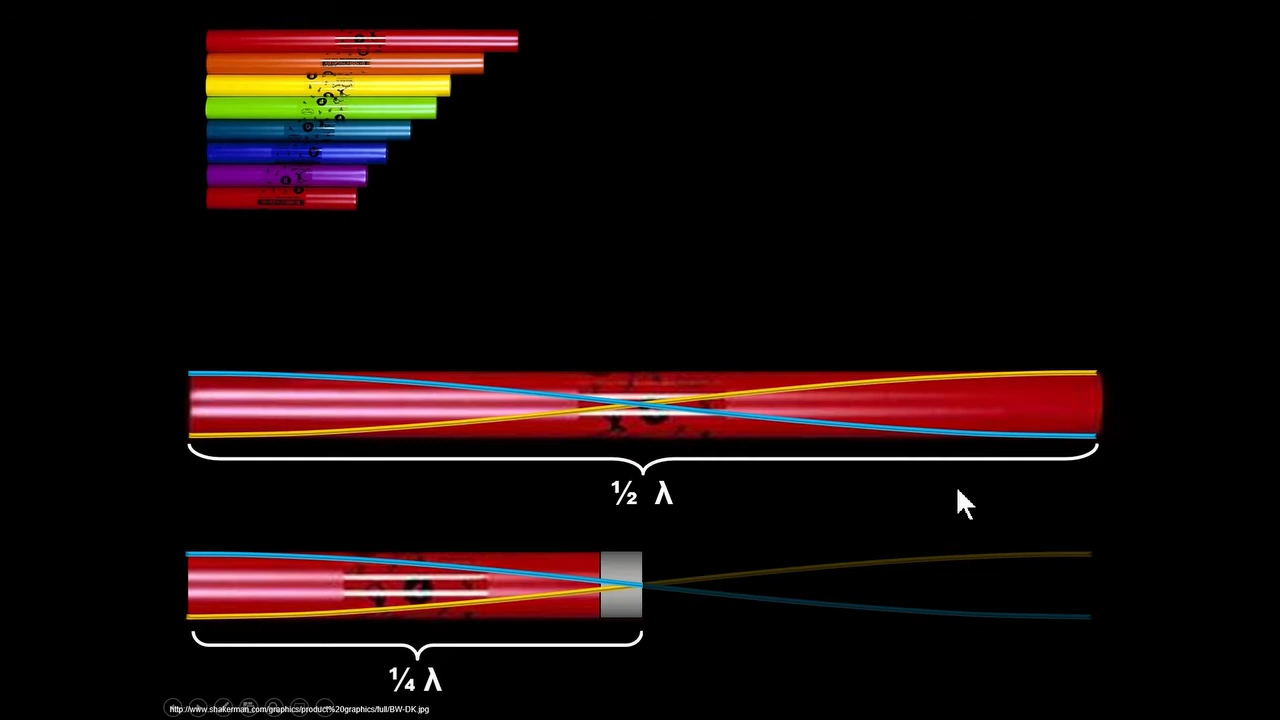 ½ λ
¼ λ
http://www.shakerman.com/graphics/product%20graphics/full/BW-DK.jpg